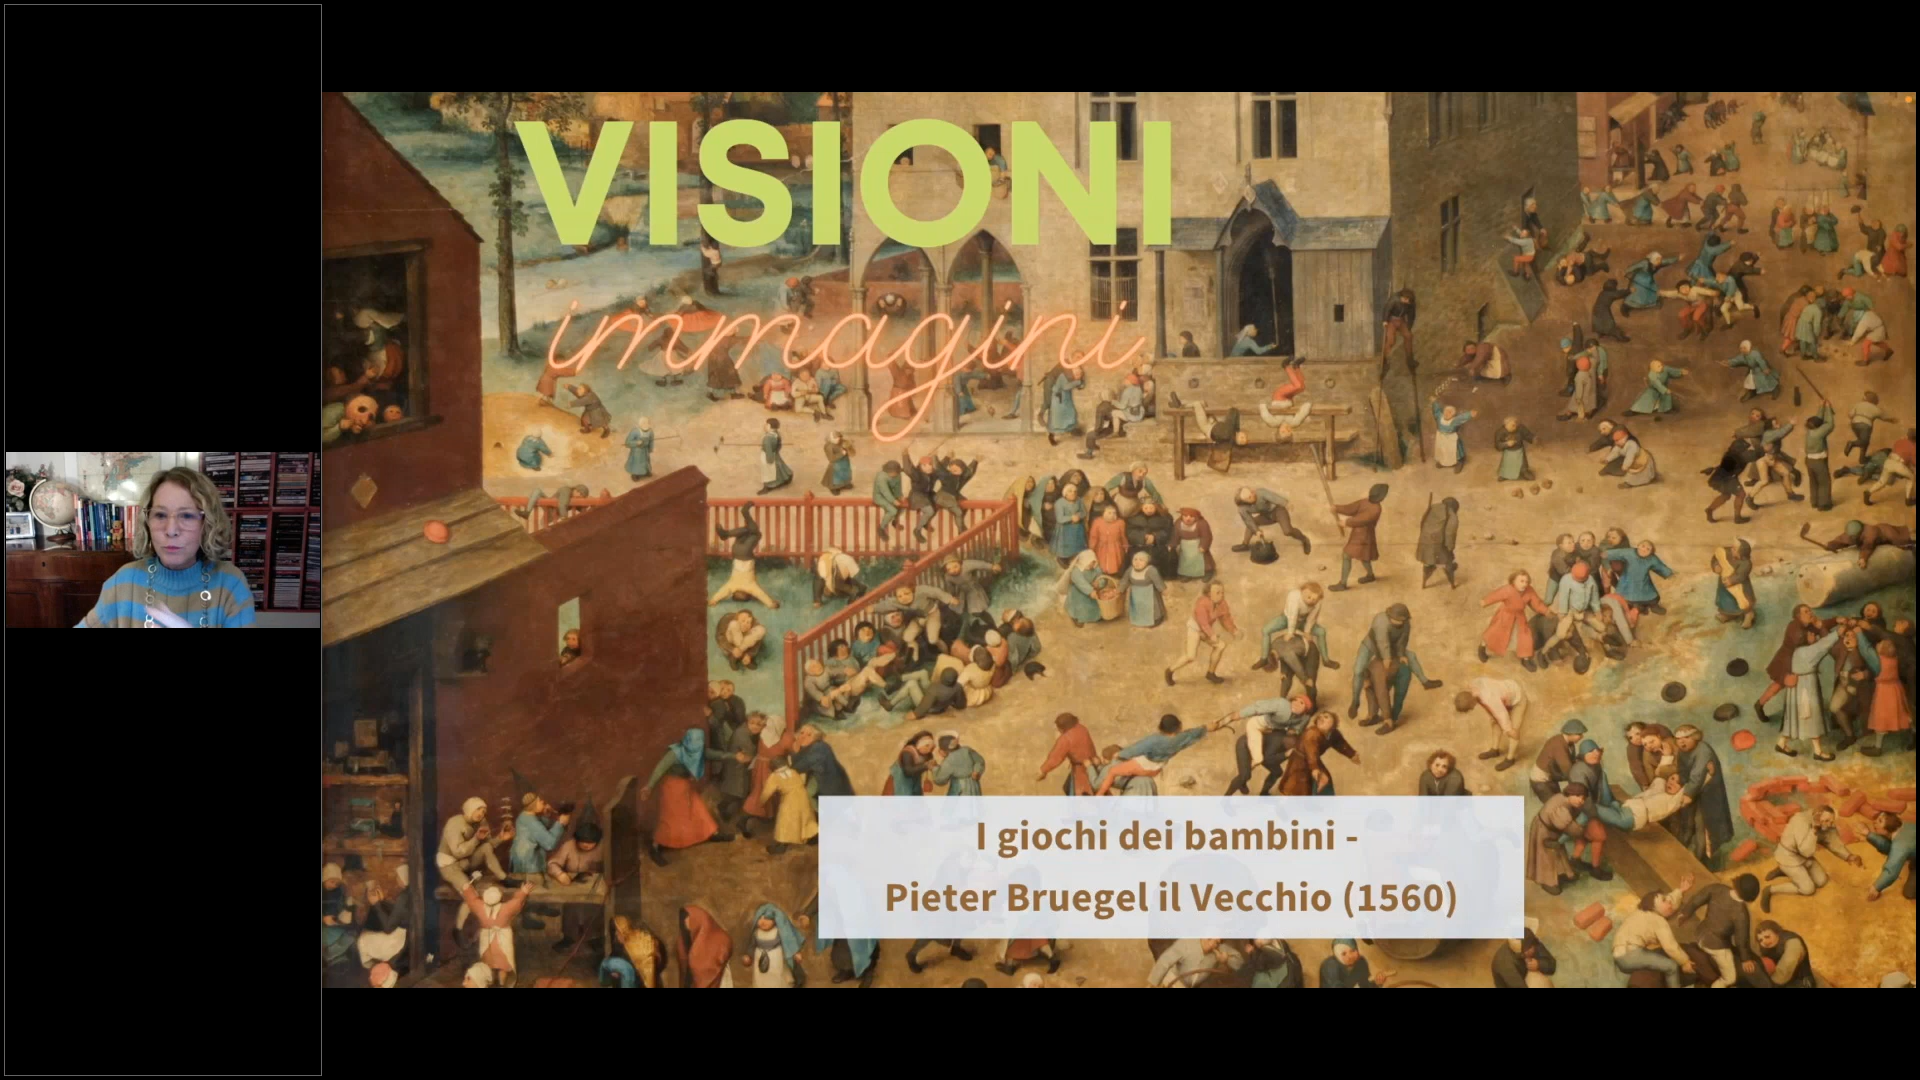 VISIONI
immagini
I giochi dei bambini -
Pieter Bruegel il Vecchio (1560)